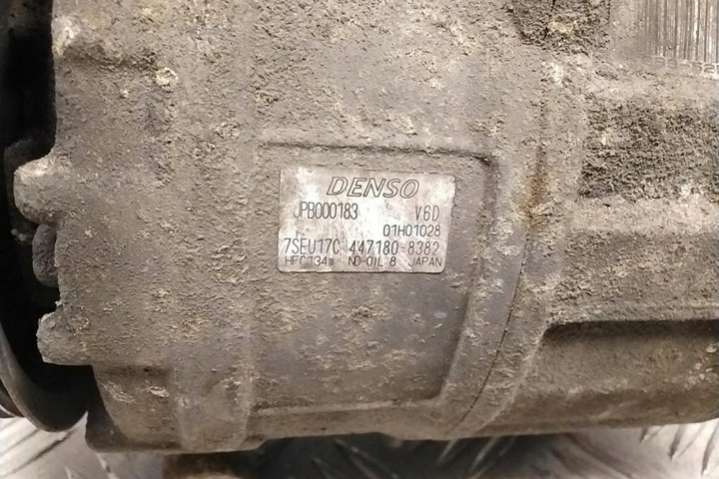 DENSO
JPB000183 V6D
01H01028
7SEU17C 447180-8382
HFC134a ND-OIL 8 JAPAN